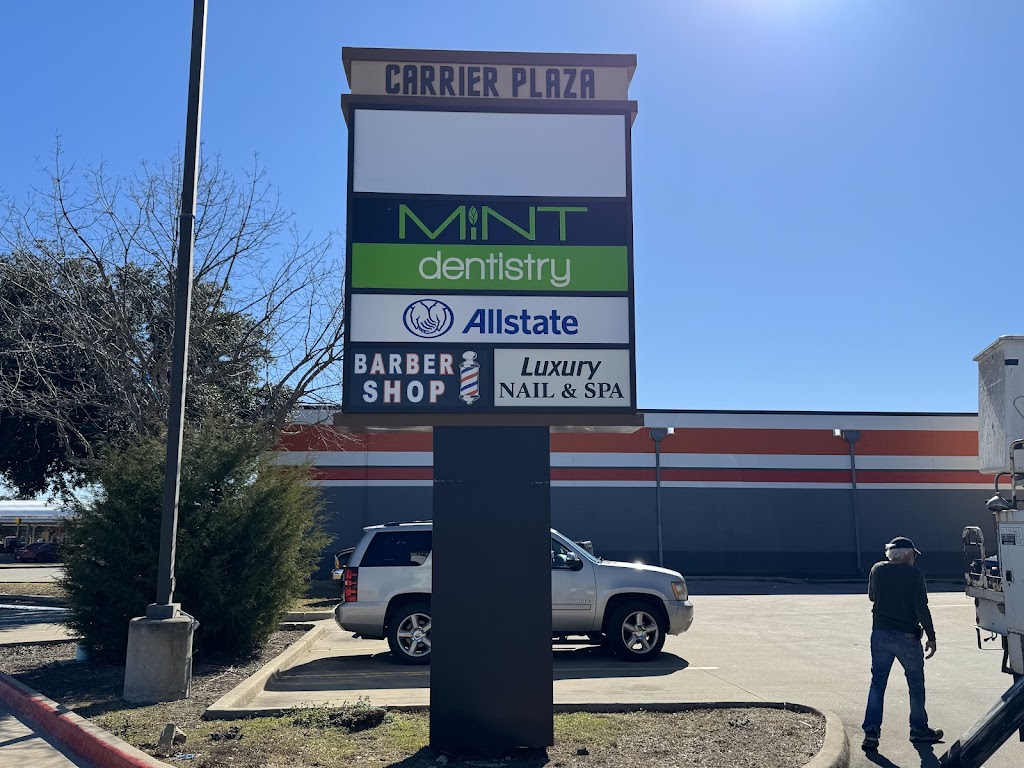 CARRIER PLAZA
MiNT
dentistry
Allstate
BARBER
SHOP
Luxury
NAIL & SPA